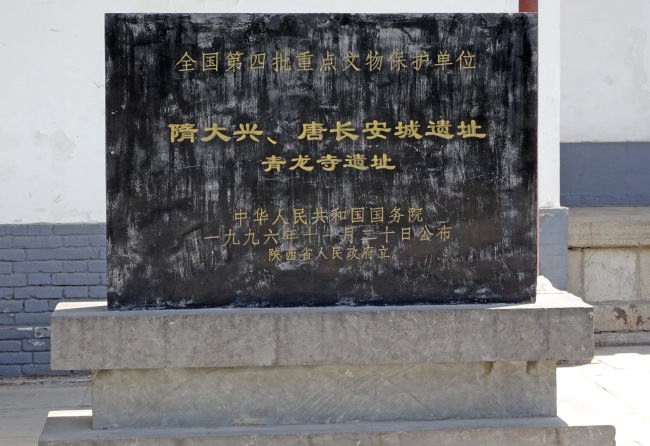 全国第四批重点文物保护单位
隋大兴、唐长安城遗址
青龙寺遗址
中华人民共和国国务院
一九九六年十一月二十日公布
陕西省人民政府立